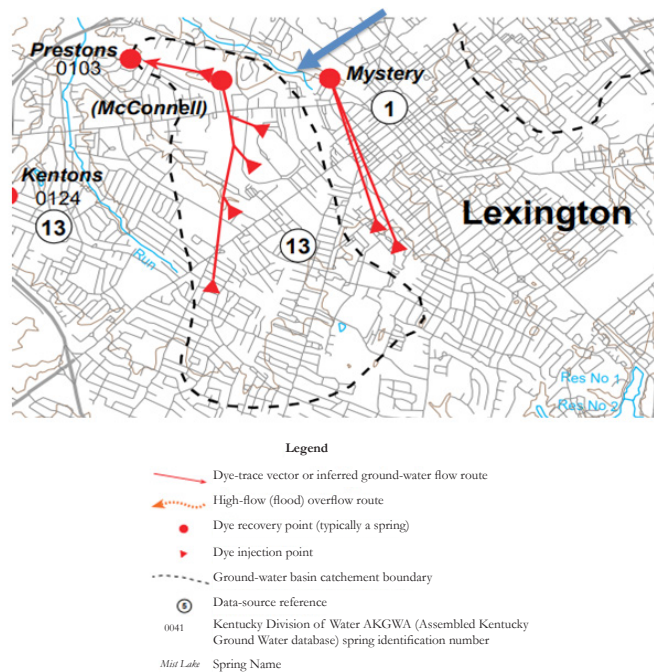 Prestons
0103
Mystery
1
(McConnell)
Kentons
0124
13
Lexington
13
Run
Res No 1
Res No 2
Legend
Dye-trace vector or inferred ground-water flow route
High-flow (flood) overflow route
Dye recovery point (typically a spring)
Dye injection point
Ground-water basin catchement boundary
Data-source reference
0041 Kentucky Division of Water AKGWA (Assembled Kentucky
Ground Water database) spring identification number
Mist Lake Spring Name